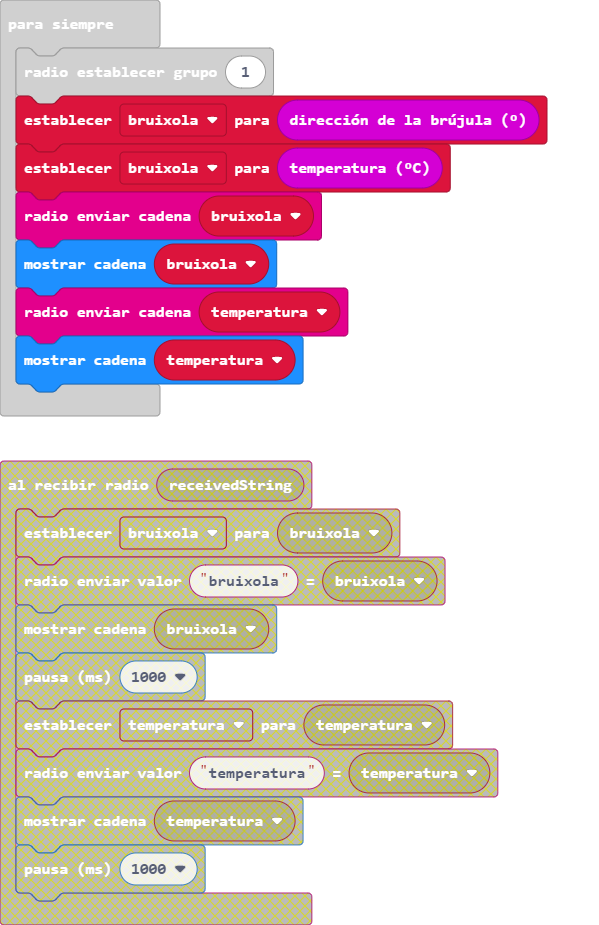 para siempre
radio establecer grupo 1
establecer bruixola para dirección de la brújula (º)
establecer bruixola para temperatura (ºC)
radio enviar cadena bruixola
mostrar cadena bruixola
radio enviar cadena temperatura
mostrar cadena temperatura
al recibir radio receivedString
establecer bruixola para bruixola
radio enviar valor "bruixola" = bruixola
mostrar cadena bruixola
pausa (ms) 1000
establecer temperatura para temperatura
radio enviar valor "temperatura" = temperatura
mostrar cadena temperatura
pausa (ms) 1000